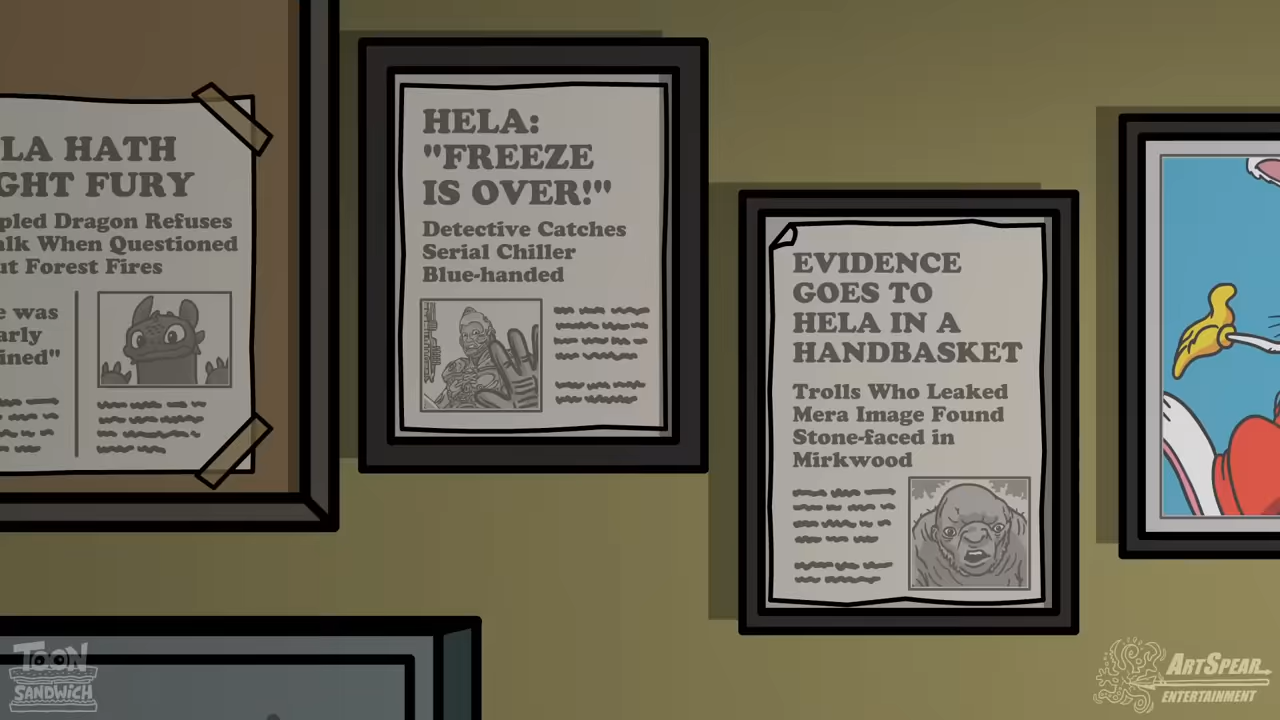 LA HATH
GHT FURY
pled Dragon Refuses
alk When Questioned
ut Forest Fires
e was
arly
ined"
HELA:
"FREEZE
IS OVER!"
Detective Catches
Serial Chiller
Blue-handed
EVIDENCE
GOES TO
HELA IN A
HANDBASKET
Trolls Who Leaked
Mera Image Found
Stone-faced in
Mirkwood
TOON
SANDWICH
ARTSPEAR
ENTERTAINMENT